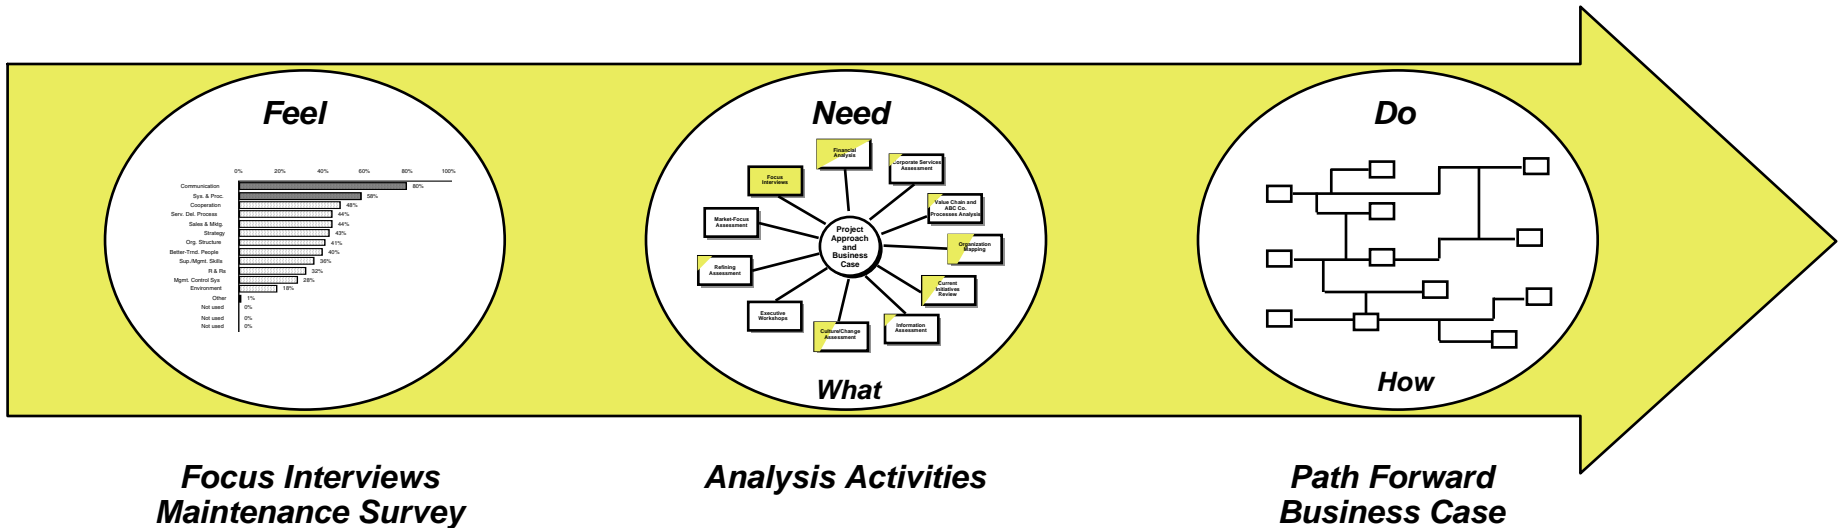 Feel
0% 20% 40% 60% 80% 100%
Communication 80%
Sys. & Proc. 58%
Cooperation 48%
Serv. Del. Process 44%
Sales & Mktg. 44%
Strategy 43%
Org. Structure 41%
Better-Trnd. People 40%
Sup./Mgmt. Skills 36%
R & Rs 32%
Mgmt. Control Sys 28%
Environment 18%
Other 1%
Not used 0%
Not used 0%
Not used 0%
Need
Financial
Analysis
Corporate Services
Assessment
Focus
Interviews
Value Chain and
ABC Co.
Processes Analysis
Market-Focus
Assessment
Project
Approach
and
Business
Case
Organization
Mapping
Refining
Assessment
Current
Initiatives
Review
Executive
Workshops
Culture/Change
Assessment
Information
Assessment
What
Do
How
Focus Interviews
Maintenance Survey
Analysis Activities
Path Forward
Business Case